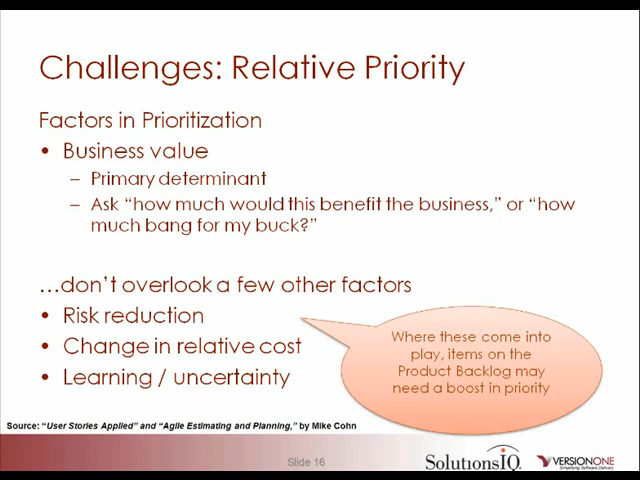 Challenges: Relative Priority
Factors in Prioritization
• Business value
– Primary determinant
– Ask “how much would this benefit the business,” or “how
much bang for my buck?”
…don’t overlook a few other factors
• Risk reduction
• Change in relative cost
• Learning / uncertainty
Where these come into
play, items on the
Product Backlog may
need a boost in priority
Source: “User Stories Applied” and “Agile Estimating and Planning,” by Mike Cohn
Slide 16
SolutionsIQ
VERSIONONE
Simplifying Software Delivery